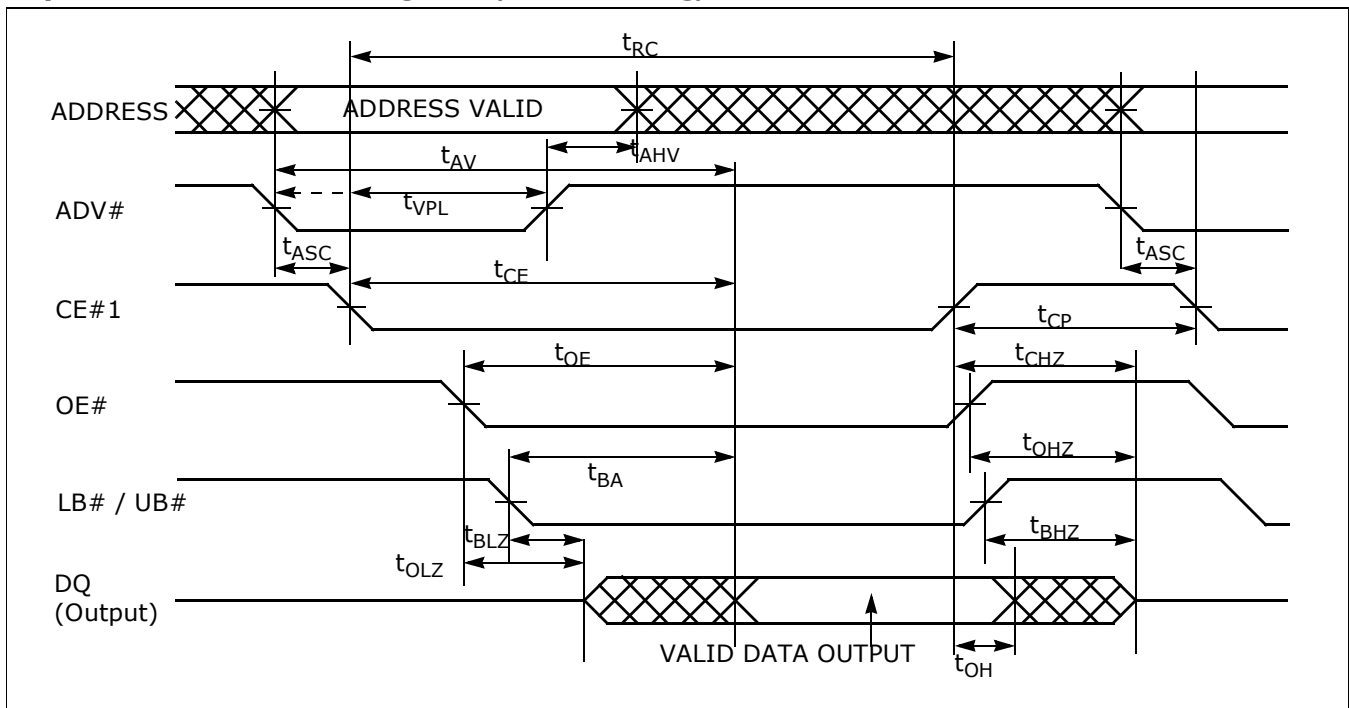 tRC
ADDRESS
ADDRESS VALID
tAHV
tAV
ADV#
tVPL
tASC
tASC
tCE
CE#1
tCP
tOE
tCHZ
OE#
tOHZ
tBA
LB# / UB#
tBLZ
tBHZ
tOLZ
DQ
(Output)
VALID DATA OUTPUT
tOH